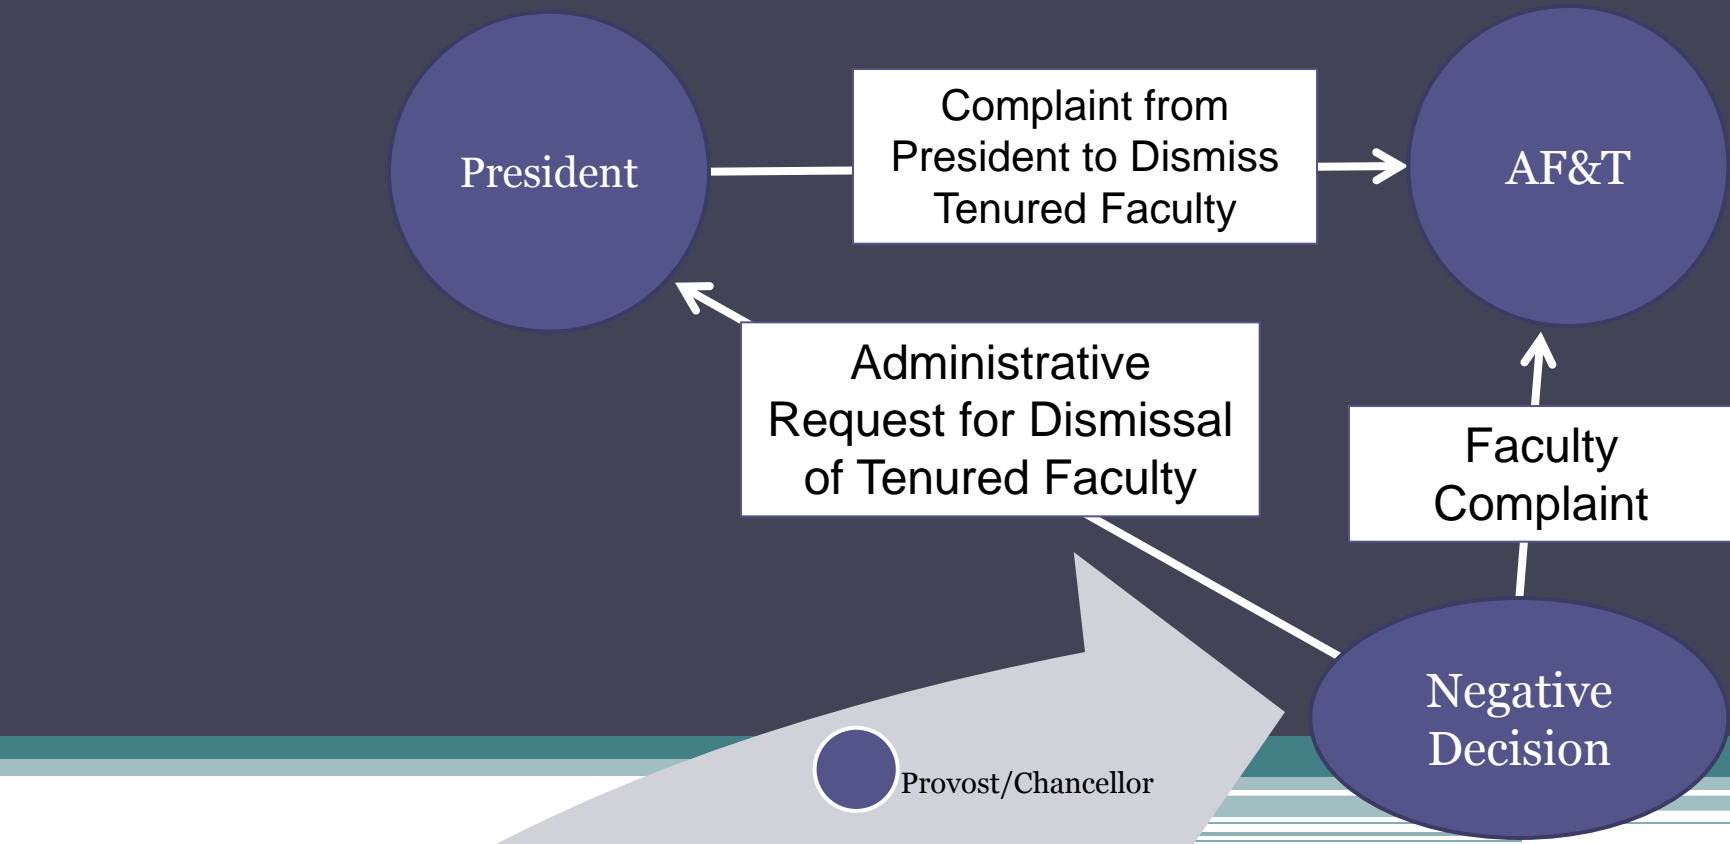 President
Complaint from
President to Dismiss
Tenured Faculty
AF&T
Administrative
Request for Dismissal
of Tenured Faculty
Faculty
Complaint
Negative
Decision
Provost/Chancellor